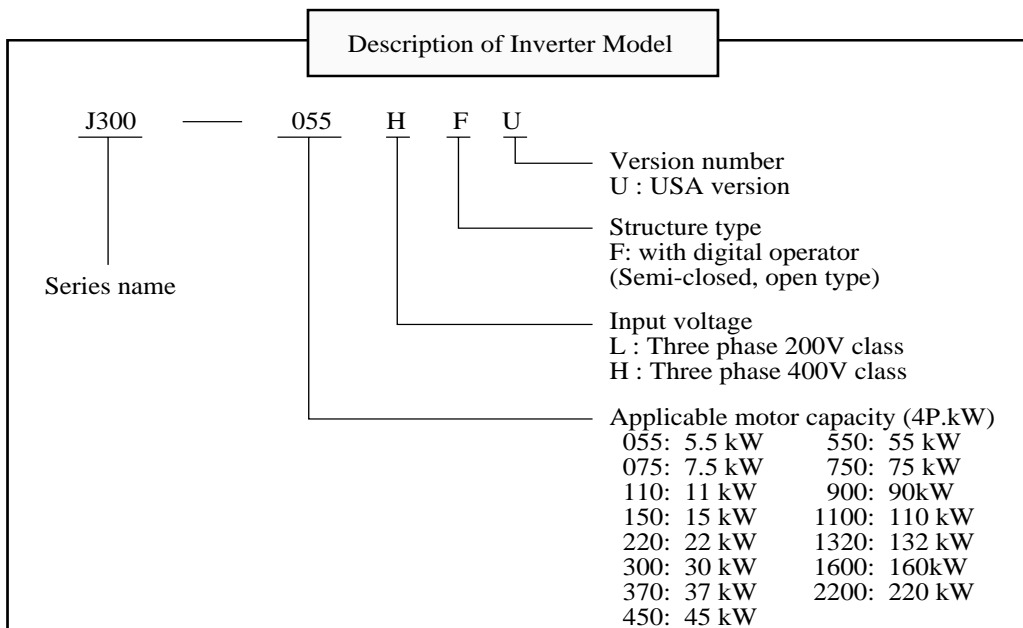 Description of Inverter Model
J300 — 055 H F U
Version number
U : USA version
Structure type
F: with digital operator
(Semi-closed, open type)
Series name
Input voltage
L : Three phase 200V class
H : Three phase 400V class
Applicable motor capacity (4P.kW)
055: 5.5 kW 550: 55 kW
075: 7.5 kW 750: 75 kW
110: 11 kW 900: 90kW
150: 15 kW 1100: 110 kW
220: 22 kW 1320: 132 kW
300: 30 kW 1600: 160kW
370: 37 kW 2200: 220 kW
450: 45 kW